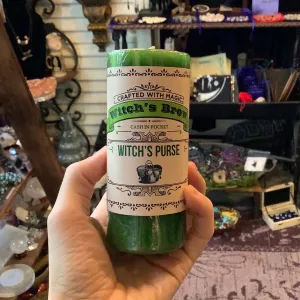 CRAFTED WITH MAGIC
Witch's Brew
CASH IN POCKET
WITCH'S PURSE